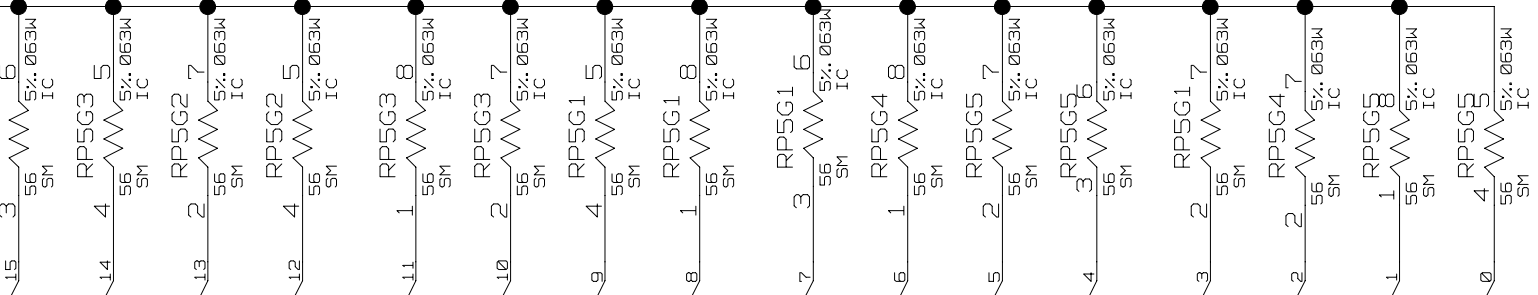 6 5%.063W IC
56 SM
3
15
RP5G3 5 5%.063W IC
56 SM
4
14
RP5G2 7 5%.063W IC
56 SM
2
13
RP5G2 5 5%.063W IC
56 SM
4
12
RP5G3 8 5%.063W IC
56 SM
1
11
RP5G3 7 5%.063W IC
56 SM
2
10
RP5G1 5 5%.063W IC
56 SM
4
9
RP5G1 8 5%.063W IC
56 SM
1
8
RP5G1 6 5%.063W IC
56 SM
3
7
RP5G4 8 5%.063W IC
56 SM
1
6
RP5G5 7 5%.063W IC
56 SM
2
5
RP5G5 6 5%.063W IC
56 SM
3
4
RP5G1 7 5%.063W IC
56 SM
2
3
RP5G4 7 5%.063W IC
56 SM
2
2
RP5G5 8 5%.063W IC
56 SM
1
1
RP5G5 5 5%.063W IC
56 SM
4
0